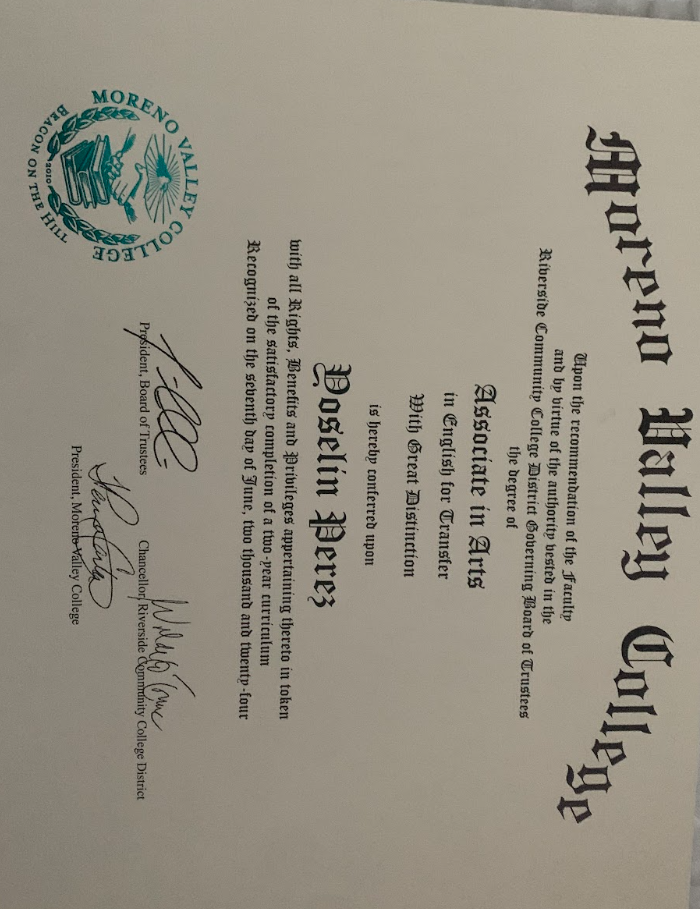 Moreno Valley College
Upon the recommendation of the Faculty
and by virtue of the authority vested in the
Riverside Community College District Governing Board of Trustees
the degree of
Associate in Arts
in English for Transfer
With Great Distinction
is hereby conferred upon
Yoselin Perez
with all Rights, Benefits and Privileges appertaining thereto in token
of the satisfactory completion of a two-year curriculum
Recognized on the seventh day of June, two thousand and twenty-four
MORENO VALLEY COLLEGE
2010
BEACON ON THE HILL
President, Board of Trustees
Chancellor, Riverside Community College District
President, Moreno Valley College